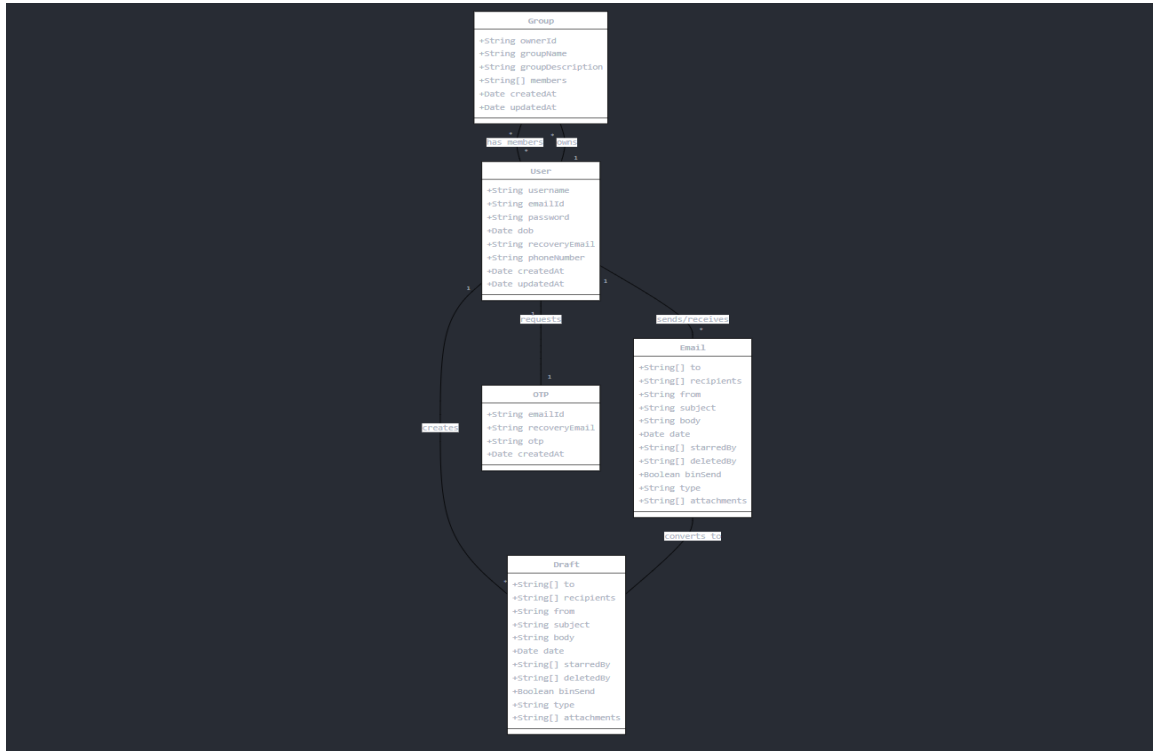 Group
+String ownerId
+String groupName
+String groupDescription
+String[] members
+Date createdAt
+Date updatedAt
*
*
has members
owns
*
1
User
+String username
+String emailId
+String password
+Date dob
+String recoveryEmail
+String phoneNumber
+Date createdAt
+Date updatedAt
1
1
requests
sends/receives
*
1
Email
+String[] to
+String[] recipients
+String from
+String subject
+String body
+Date date
+String[] starredBy
+String[] deletedBy
+Boolean binSend
+String type
+String[] attachments
OTP
+String emailId
+String recoveryEmail
+String otp
+Date createdAt
creates
converts to
*
Draft
+String[] to
+String[] recipients
+String from
+String subject
+String body
+Date date
+String[] starredBy
+String[] deletedBy
+Boolean binSend
+String type
+String[] attachments